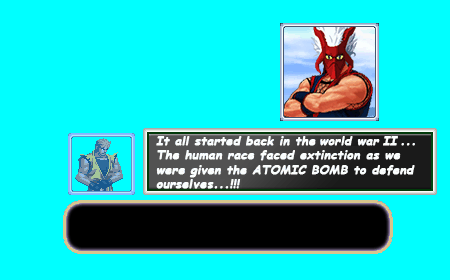 It all started back in the world war II ...
The human race faced extinction as we
were given the ATOMIC BOMB to defend
ourselves...!!!